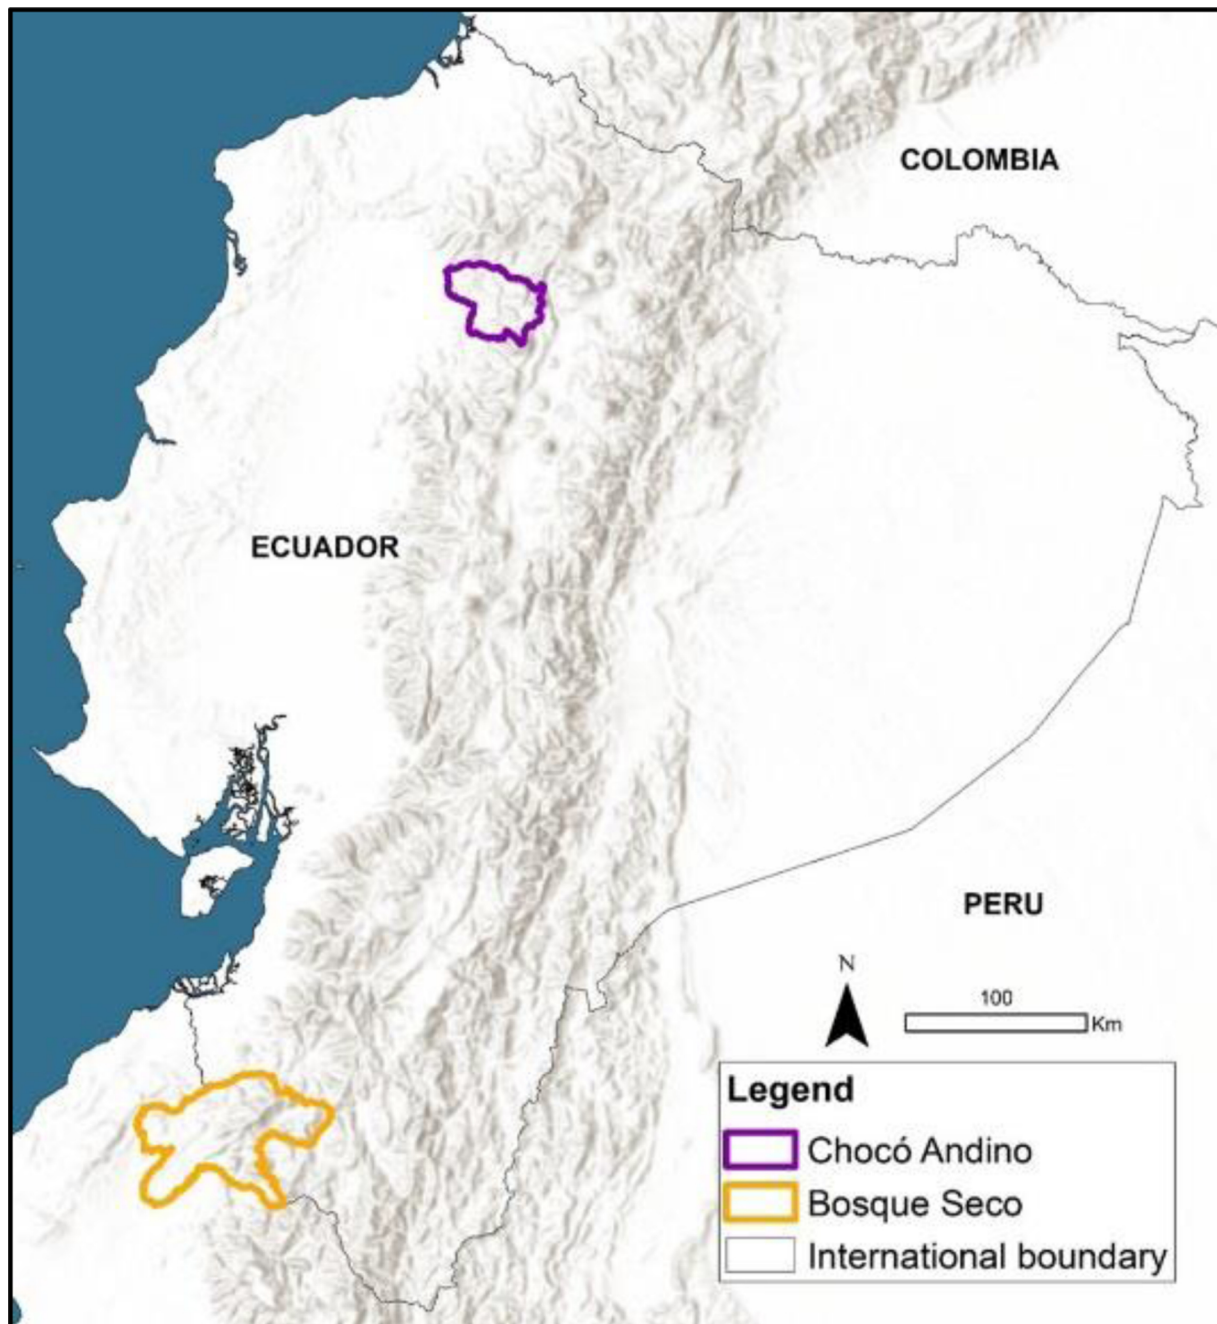 COLOMBIA
ECUADOR
PERU
N
100
Km
Legend
Chocó Andino
Bosque Seco
International boundary